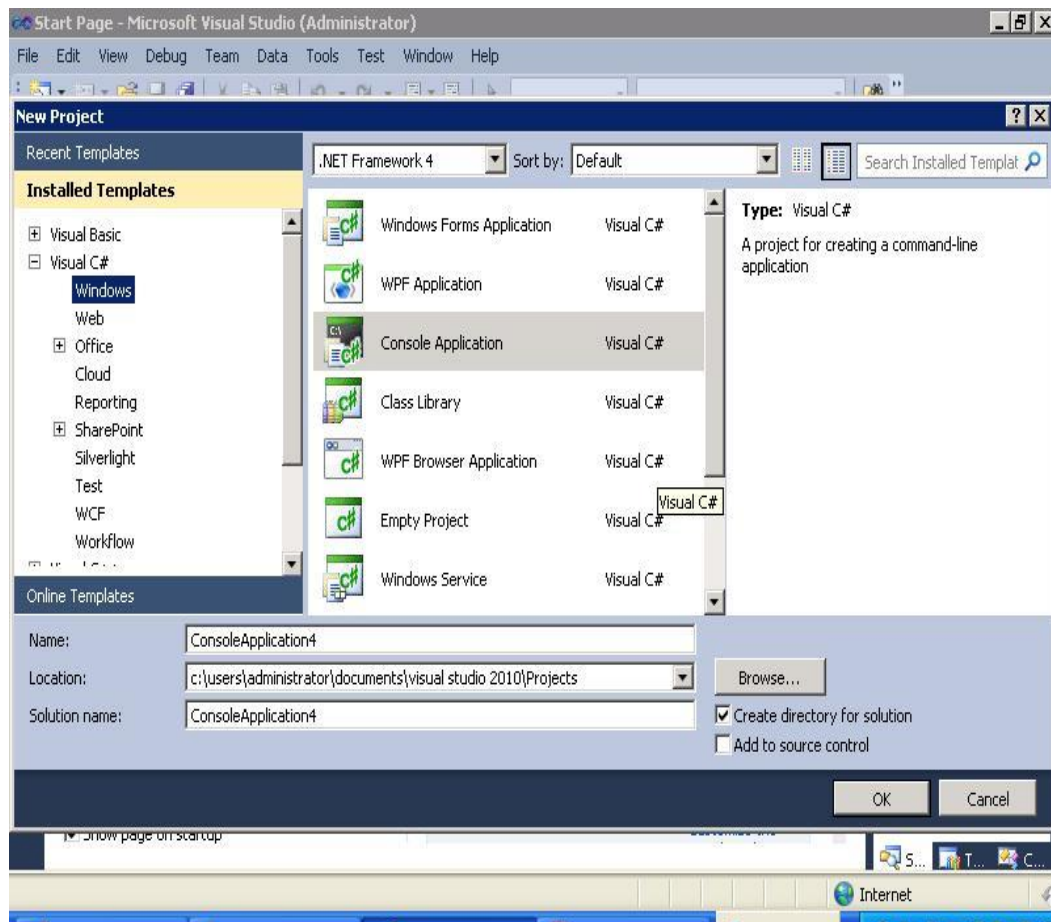 Start Page - Microsoft Visual Studio (Administrator)
File Edit View Debug Team Data Tools Test Window Help
New Project
Recent Templates
Installed Templates
Visual Basic
Visual C#
Windows
Web
Office
Cloud
Reporting
SharePoint
Silverlight
Test
WCF
Workflow
Online Templates
.NET Framework 4 Sort by: Default Search Installed Templat
Windows Forms Application Visual C#
WPF Application Visual C#
Console Application Visual C#
Class Library Visual C#
WPF Browser Application Visual C#
Visual C#
Empty Project Visual C#
Windows Service Visual C#
Type: Visual C#
A project for creating a command-line
application
Name: ConsoleApplication4
Location: c:\users\administrator\documents\visual studio 2010\Projects Browse...
Solution name: ConsoleApplication4
Create directory for solution
Add to source control
OK Cancel
Show page on startup
S... T... C...
Internet